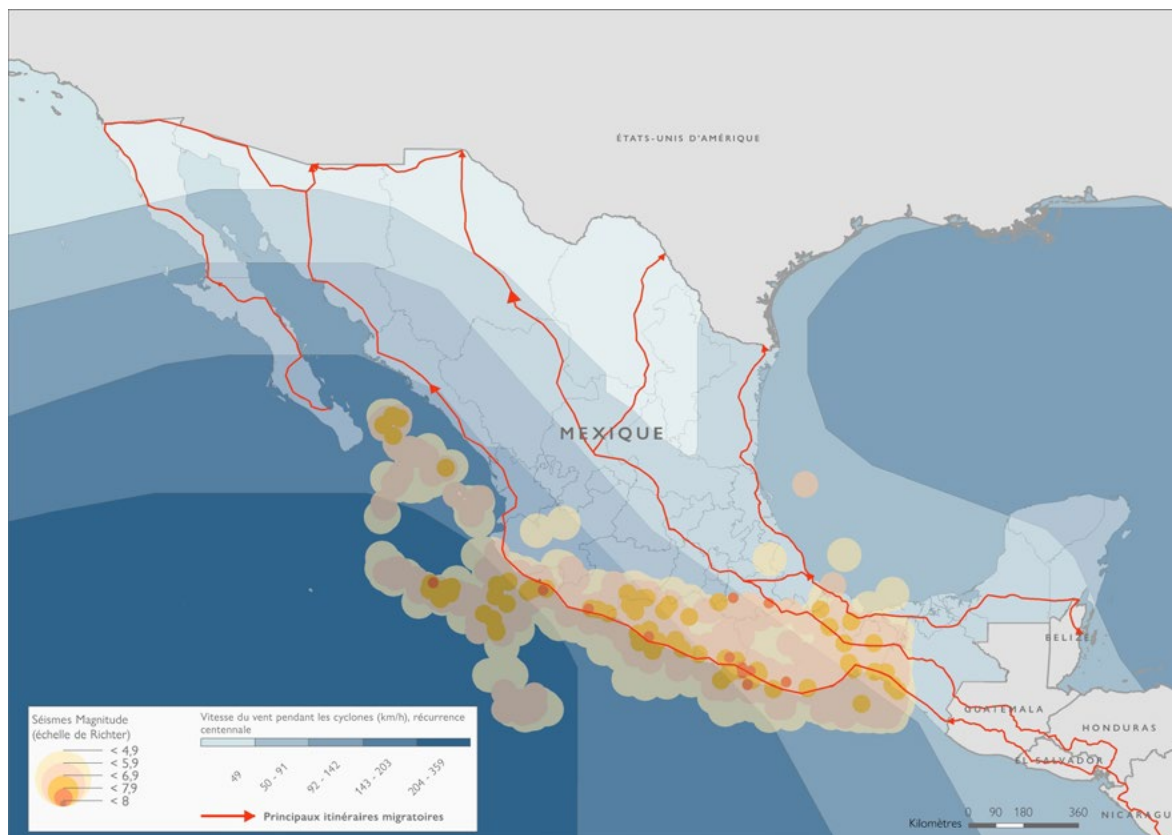 ÉTATS-UNIS D'AMÉRIQUE
MEXIQUE
BELIZE
GUATEMALA
HONDURAS
EL SALVADOR
NICARAGU
Séismes Magnitude
(échelle de Richter)
< 4,9
< 5,9
< 6,9
< 7,9
< 8
Vitesse du vent pendant les cyclones (km/h), récurrence
centennale
49
50 - 91
92 - 142
143 - 203
204 - 359
Principaux itinéraires migratoires
Kilomètres
0 90 180 360